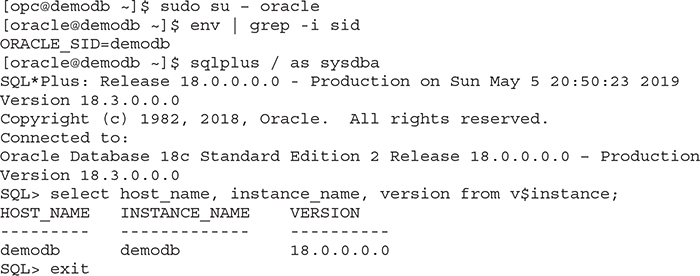 [opc@demodb ~]$ sudo su – oracle
[oracle@demodb ~]$ env | grep -i sid
ORACLE_SID=demodb
[oracle@demodb ~]$ sqlplus / as sysdba
SQL*Plus: Release 18.0.0.0.0 - Production on Sun May 5 20:50:23 2019
Version 18.3.0.0.0
Copyright (c) 1982, 2018, Oracle.  All rights reserved.
Connected to:
Oracle Database 18c Standard Edition 2 Release 18.0.0.0.0 – Production
Version 18.3.0.0.0
SQL> select host_name, instance_name, version from v$instance;
HOST_NAME   INSTANCE_NAME    VERSION
---------   -------------    ----------
demodb      demodb           18.0.0.0.0
SQL> exit